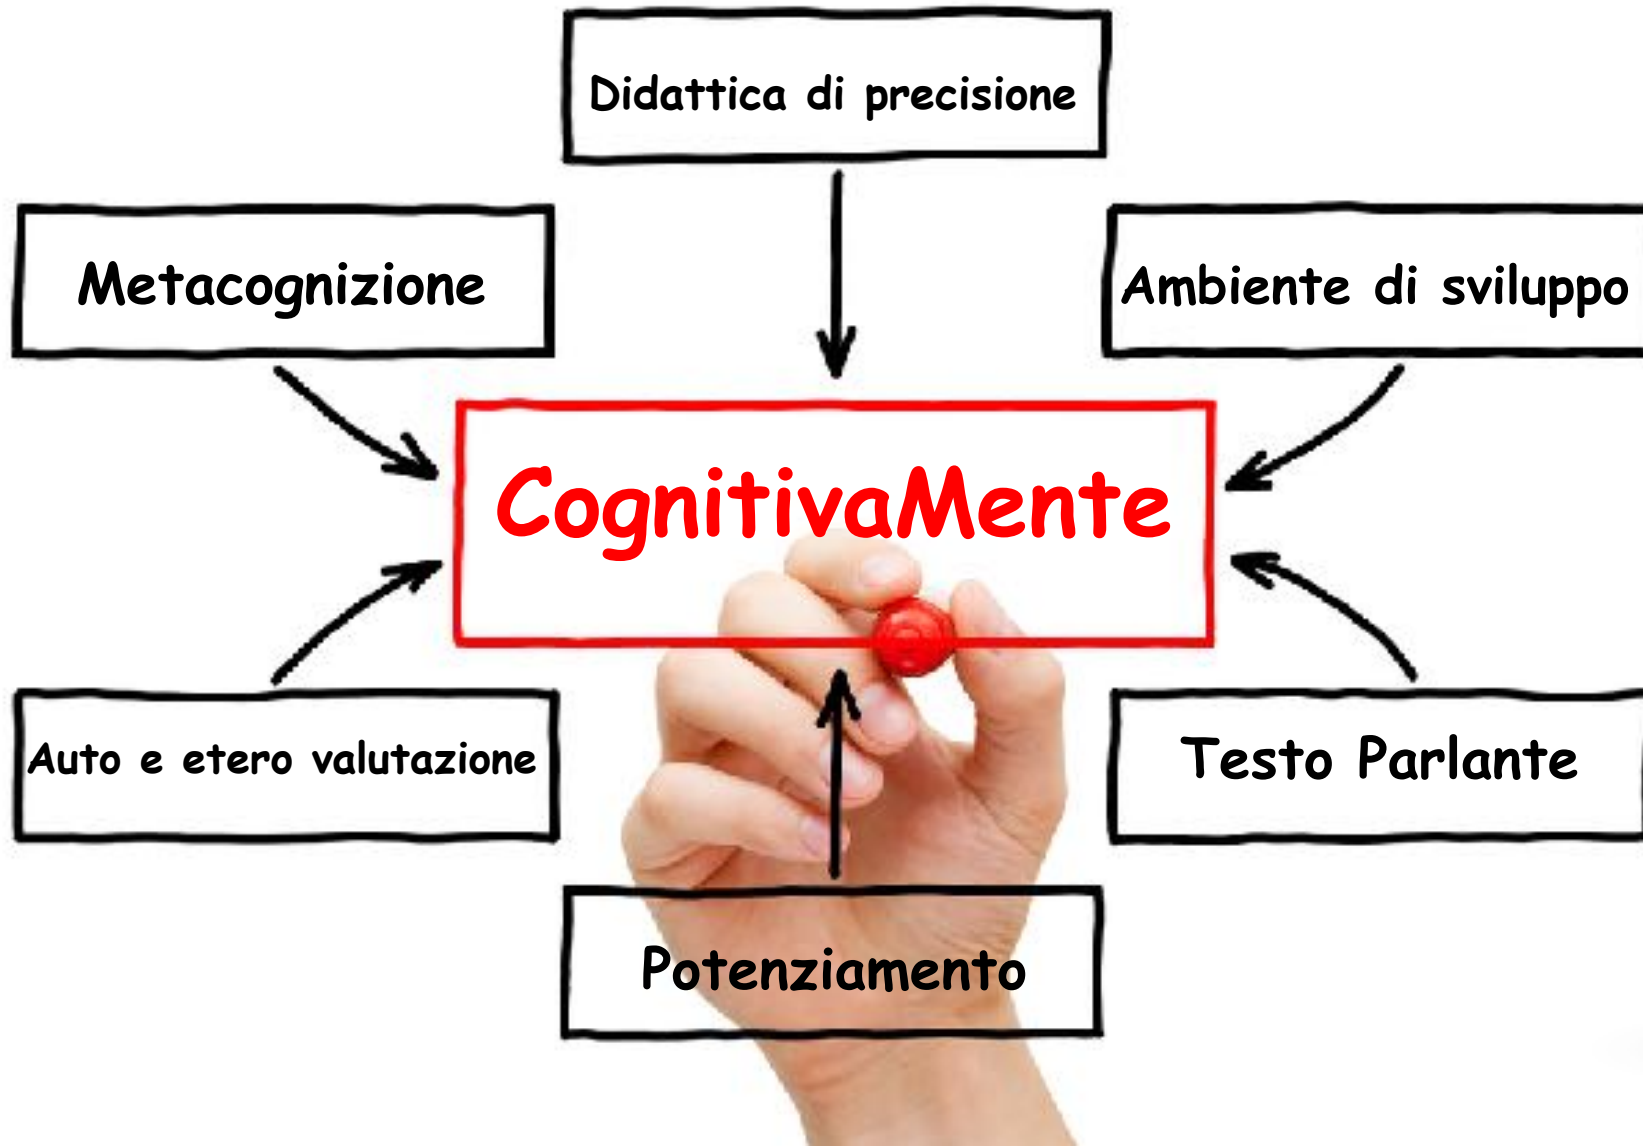 Didattica di precisione
Metacognizione
Ambiente di sviluppo
CognitivaMente
Auto e etero valutazione
Testo Parlante
Potenziamento